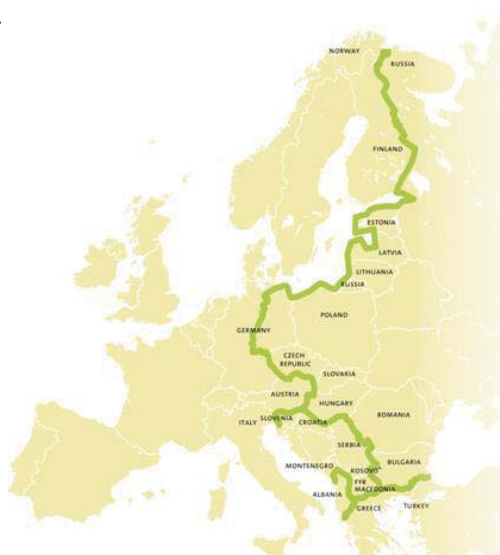 NORWAY
RUSSIA
FINLAND
ESTONIA
LATVIA
LITHUANIA
RUSSIA
POLAND
GERMANY
CZECH
REPUBLIC
SLOVAKIA
AUSTRIA
HUNGARY
ITALY
SLOVENIA
CROATIA
ROMANIA
SERBIA
BULGARIA
MONTENEGRO
KOSOVO*
FYR
MACEDONIA
ALBANIA
GREECE
TURKEY